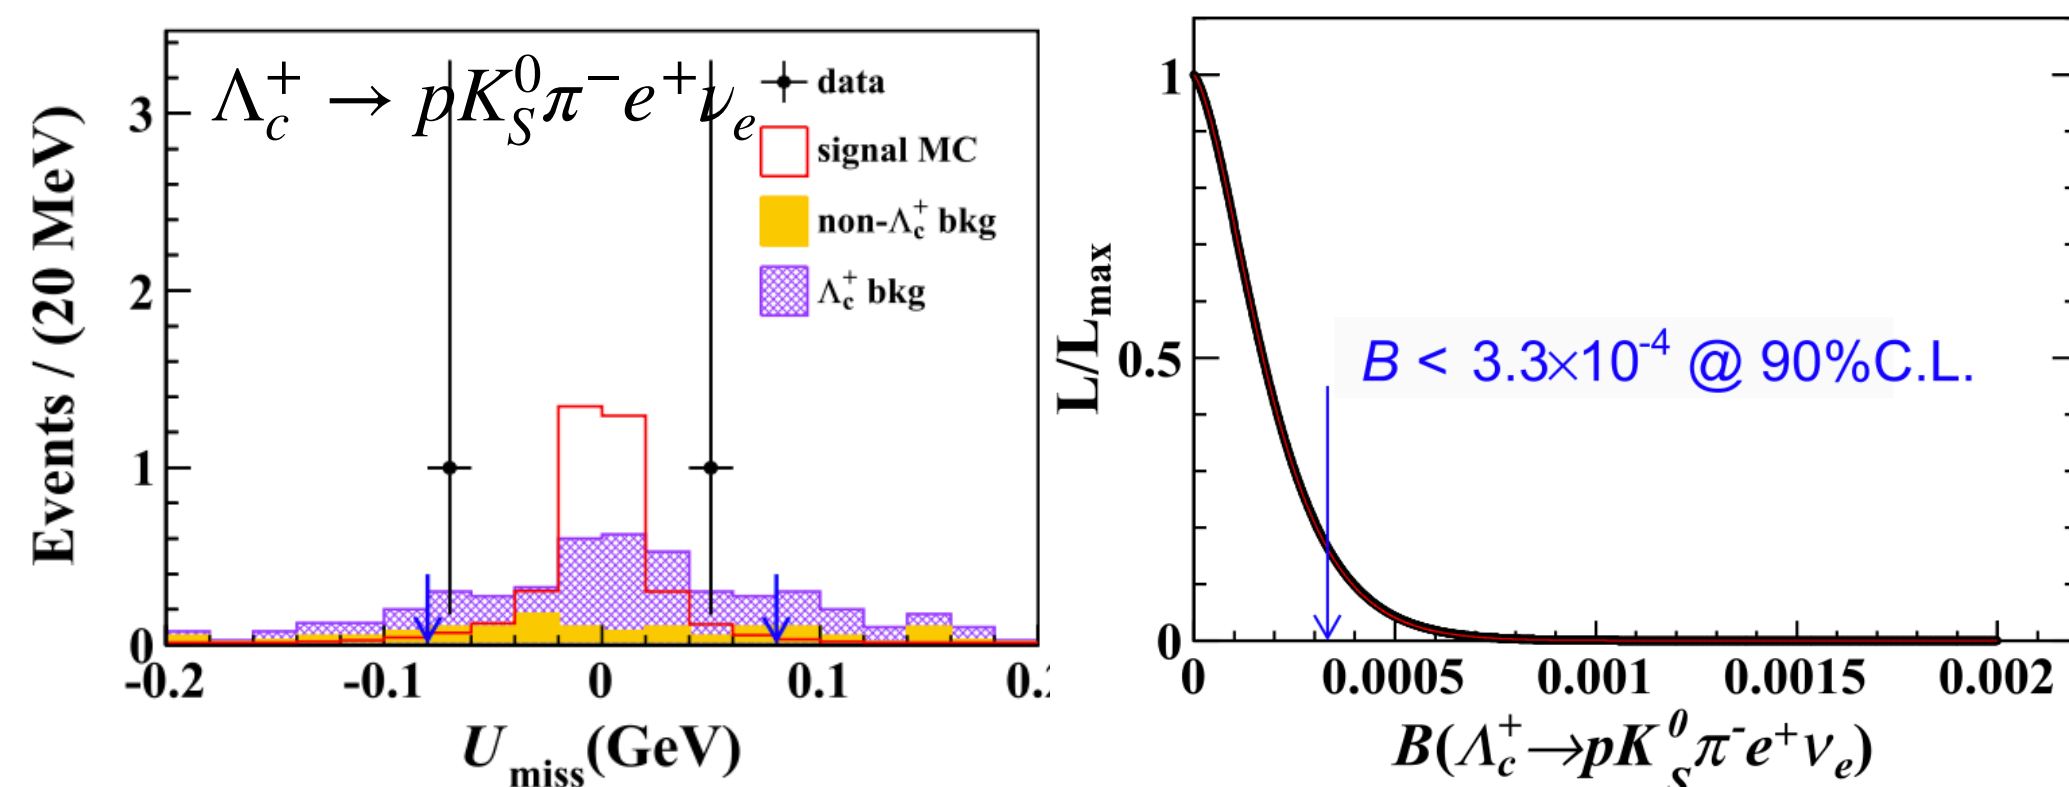 Λc+ → pKS0π−e+νe
data
signal MC
non-Λc+ bkg
Λc+ bkg
Events / (20 MeV)
3
2
1
0
-0.2 -0.1 0 0.1
Umiss(GeV)
L/Lmax
1
0.5
0
B < 3.3×10-4 @ 90%C.L.
0 0.0005 0.001 0.0015 0.002
B(Λc+→pKS0π-e+νe)